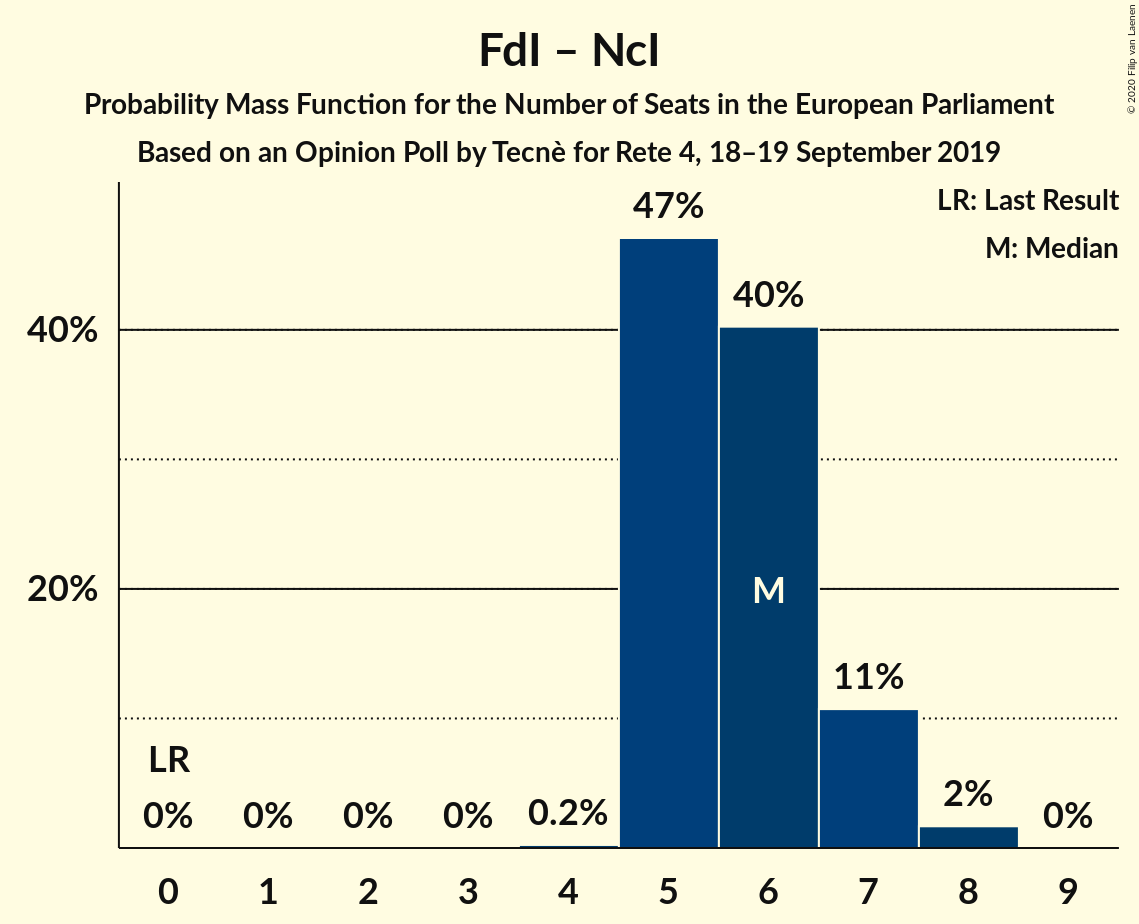 FdI – NcI
Probability Mass Function for the Number of Seats in the European Parliament
Based on an Opinion Poll by Tecnè for Rete 4, 18–19 September 2019
© 2020 Filip van Laenen
LR: Last Result
M: Median
47%
40%
40%
20%
M
11%
LR
0%
0%
0%
0%
0.2%
2%
0%
0
1
2
3
4
5
6
7
8
9